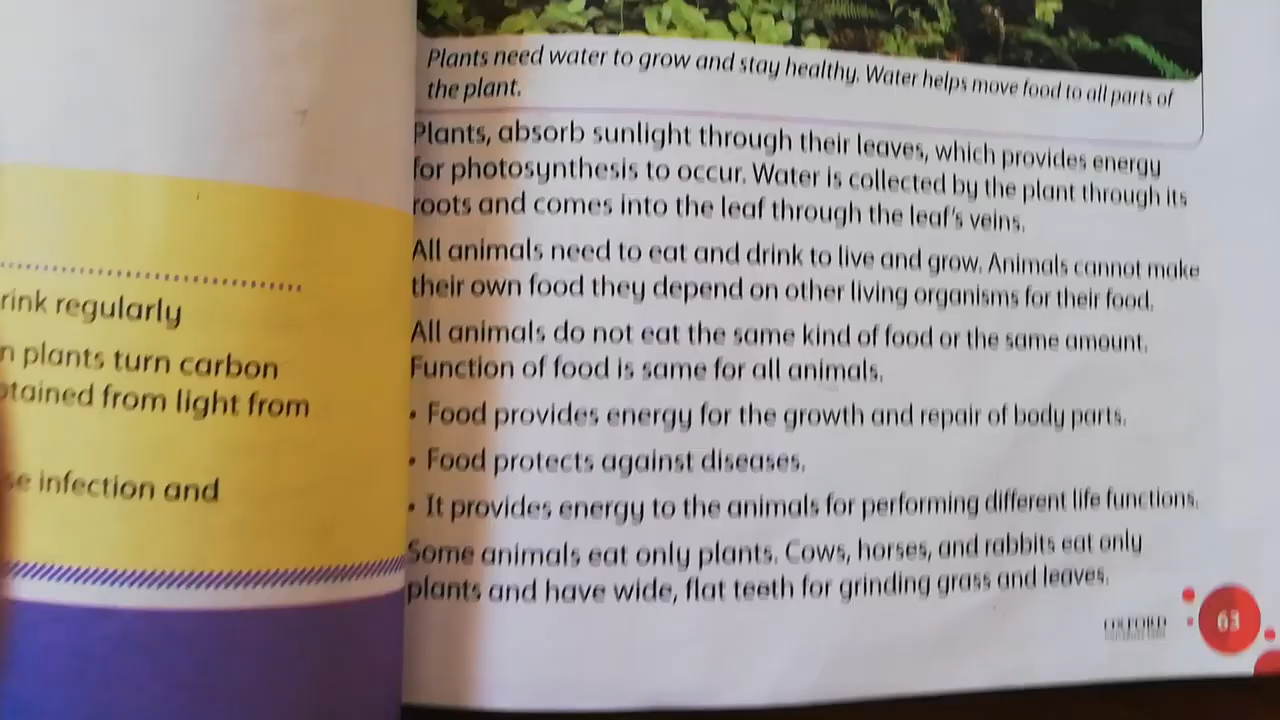 rink regularly
n plants turn carbon
tained from light from
se infection and
Plants need water to grow and stay healthy. Water helps move food to all parts of
the plant.
Plants, absorb sunlight through their leaves, which provides energy
for photosynthesis to occur. Water is collected by the plant through its
roots and comes into the leaf through the leaf's veins.
All animals need to eat and drink to live and grow. Animals cannot make
their own food they depend on other living organisms for their food.
All animals do not eat the same kind of food or the same amount.
Function of food is same for all animals.
• Food provides energy for the growth and repair of body parts.
• Food protects against diseases.
• It provides energy to the animals for performing different life functions.
Some animals eat only plants. Cows, horses, and rabbits eat only
plants and have wide, flat teeth for grinding grass and leaves.
OXFORD
63